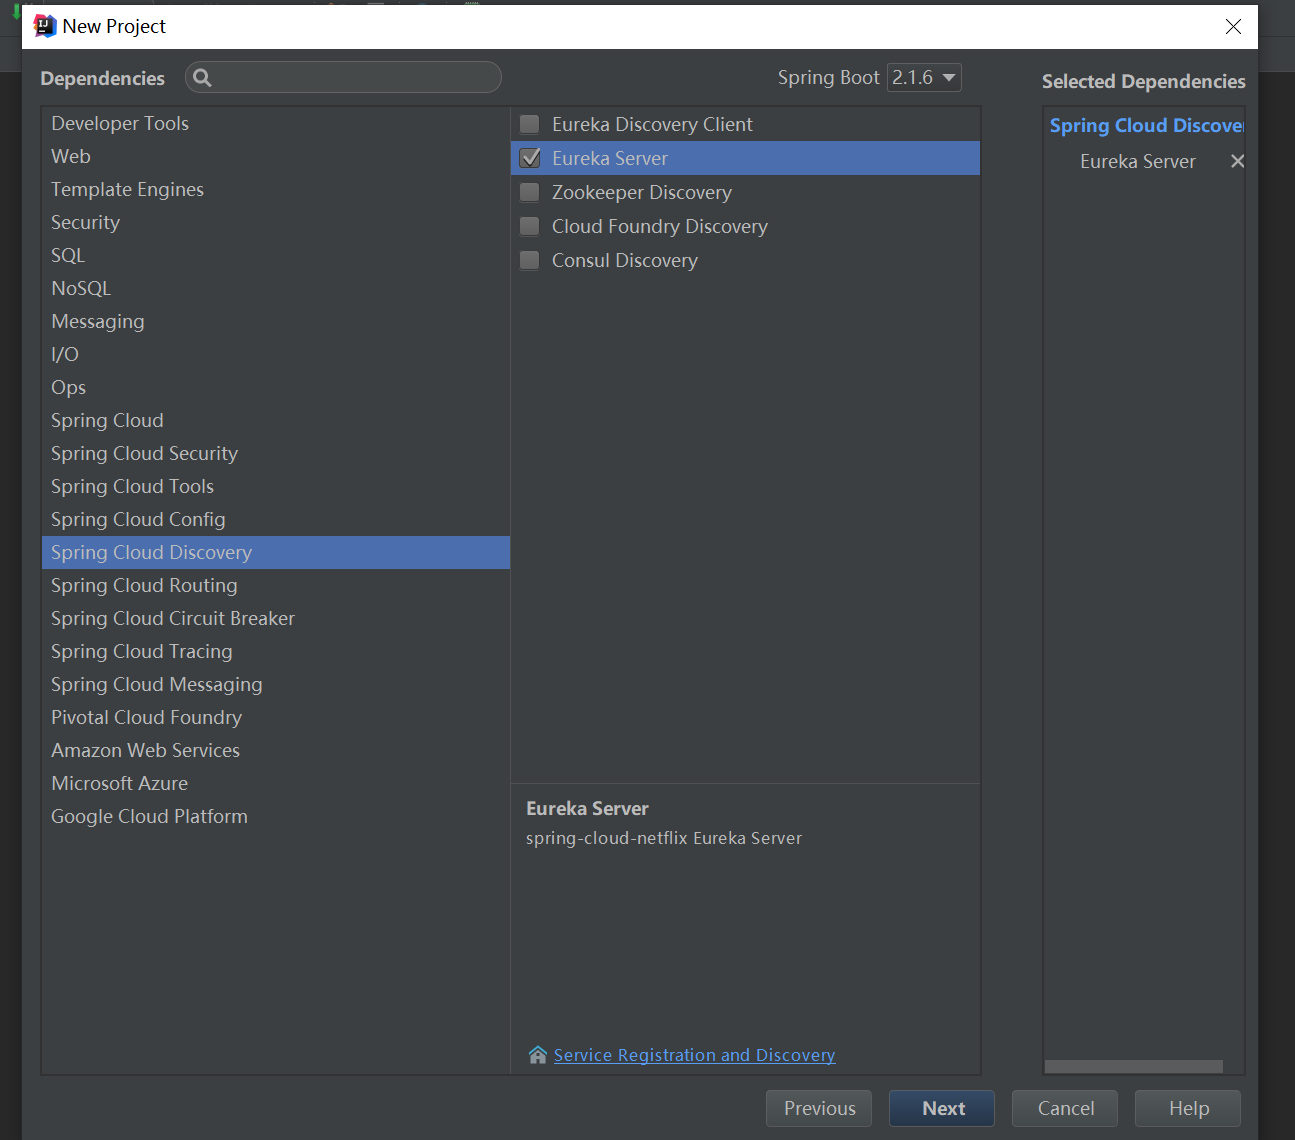 New Project
Dependencies
Spring Boot 2.1.6
Selected Dependencies
Developer Tools
Web
Template Engines
Security
SQL
NoSQL
Messaging
I/O
Ops
Spring Cloud
Spring Cloud Security
Spring Cloud Tools
Spring Cloud Config
Spring Cloud Discovery
Spring Cloud Routing
Spring Cloud Circuit Breaker
Spring Cloud Tracing
Spring Cloud Messaging
Pivotal Cloud Foundry
Amazon Web Services
Microsoft Azure
Google Cloud Platform
Eureka Discovery Client
Eureka Server
Zookeeper Discovery
Cloud Foundry Discovery
Consul Discovery
Eureka Server
spring-cloud-netflix Eureka Server
Service Registration and Discovery
Spring Cloud Discove
Eureka Server
Previous
Next
Cancel
Help